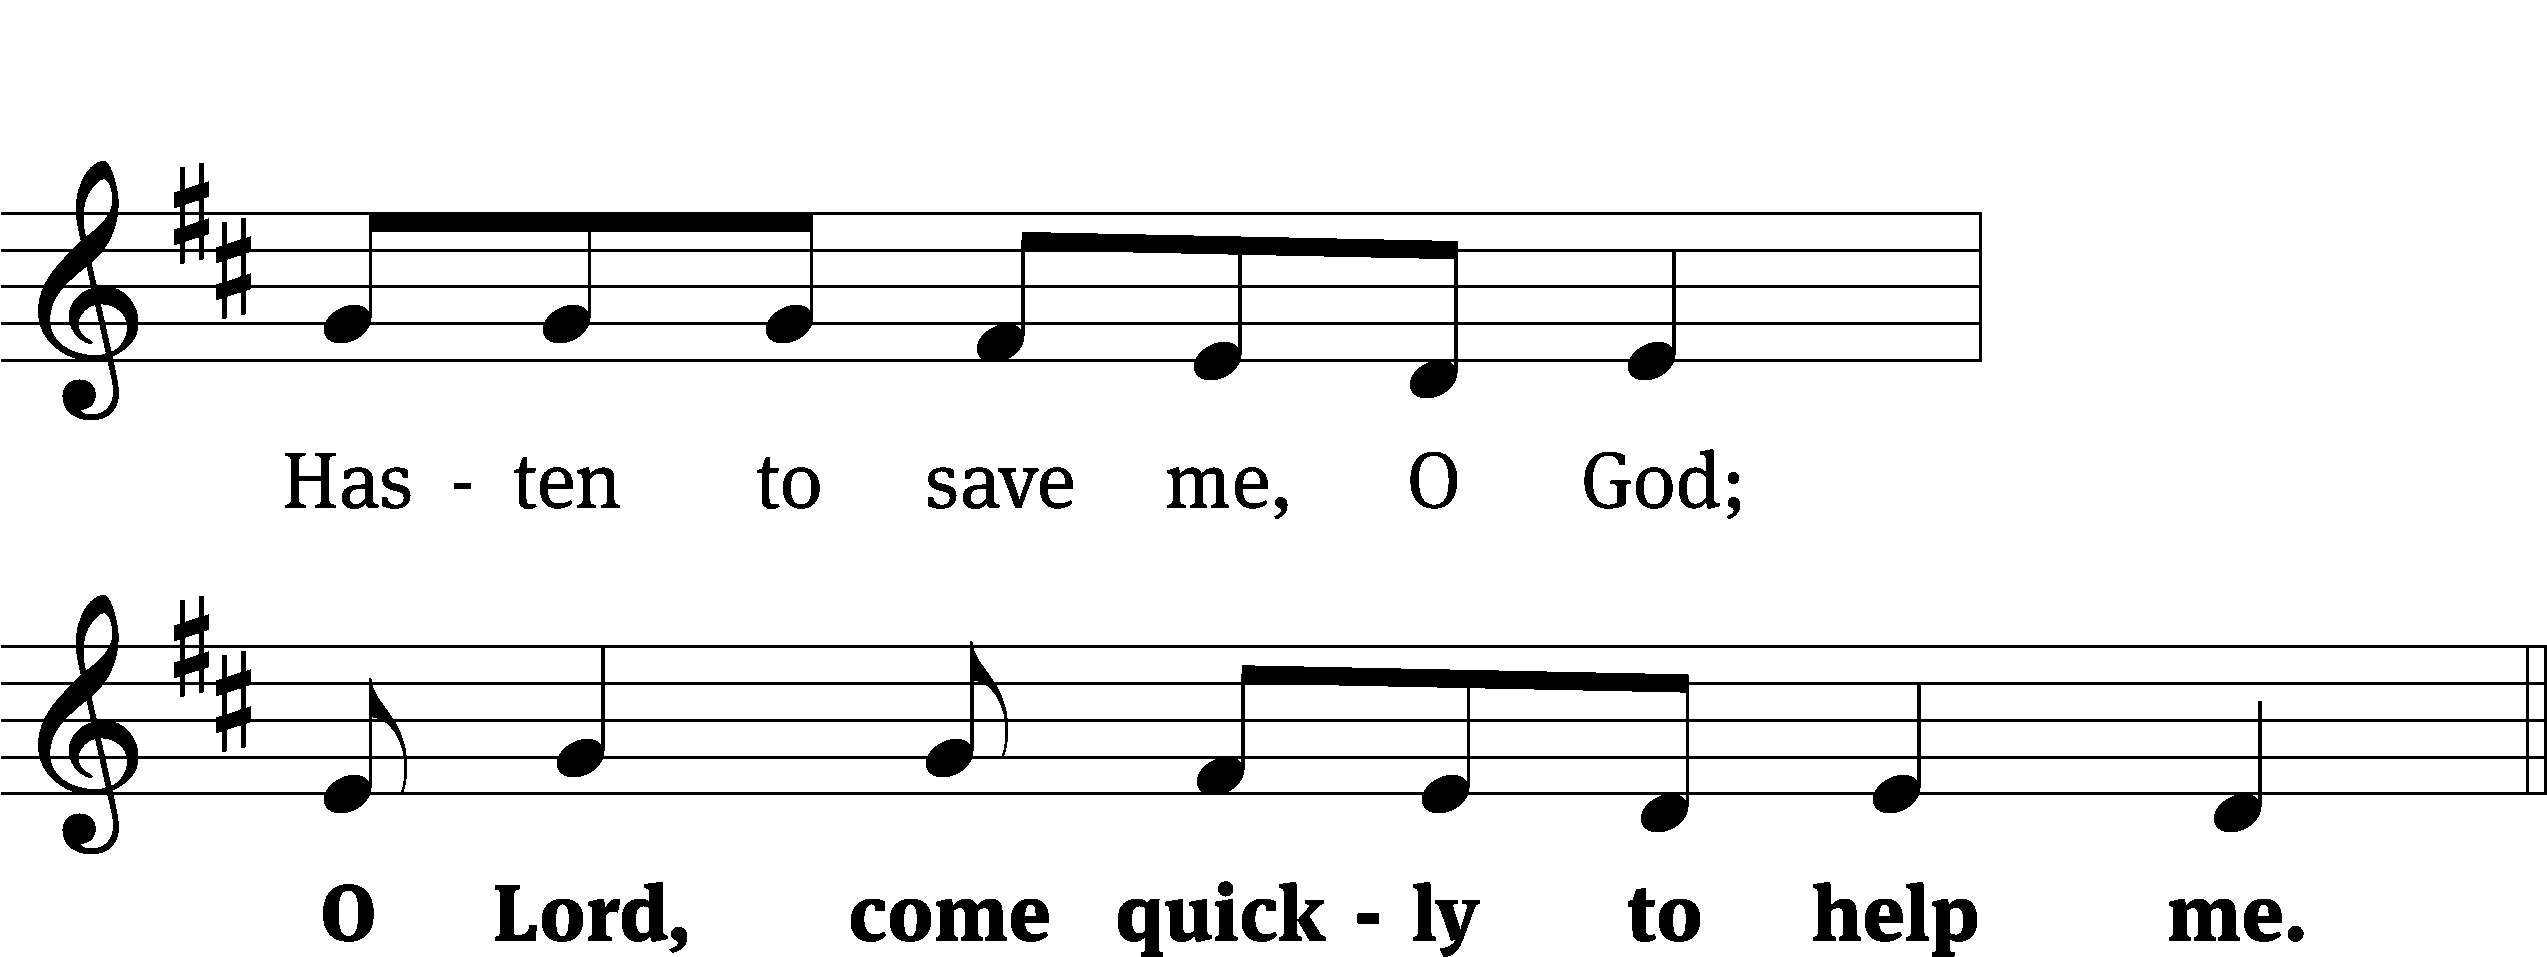 Has - ten to save me, O God;
O Lord, come quick - ly to help me.